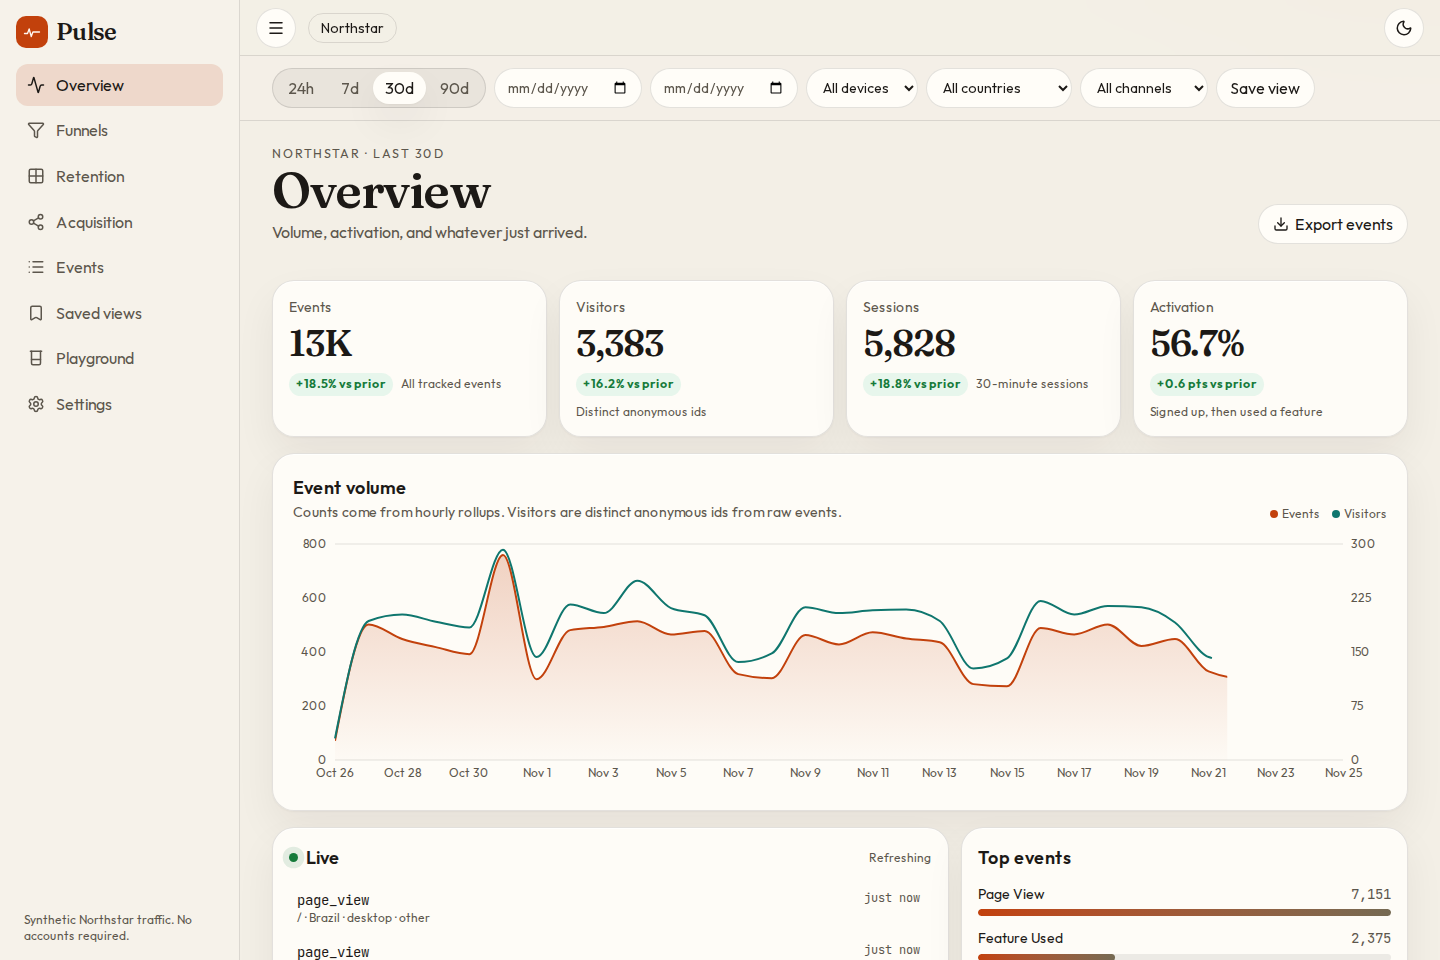 Pulse
Overview
Funnels
Retention
Acquisition
Events
Saved views
Playground
Settings
Synthetic Northstar traffic. No
accounts required.
Northstar
24h 7d 30d 90d mm/dd/yyyy mm/dd/yyyy All devices All countries All channels Save view
NORTHSTAR · LAST 30D
Overview
Volume, activation, and whatever just arrived.
Export events
Events
13K
+18.5% vs prior All tracked events
Visitors
3,383
+16.2% vs prior
Distinct anonymous ids
Sessions
5,828
+18.8% vs prior 30-minute sessions
Activation
56.7%
+0.6 pts vs prior
Signed up, then used a feature
Event volume
Counts come from hourly rollups. Visitors are distinct anonymous ids from raw events.
Events Visitors
800 300
600 225
400 150
200 75
0 0
Oct 26 Oct 28 Oct 30 Nov 1 Nov 3 Nov 5 Nov 7 Nov 9 Nov 11 Nov 13 Nov 15 Nov 17 Nov 19 Nov 21 Nov 23 Nov 25
Live Refreshing
page_view just now
/ · Brazil · desktop · other
page_view just now
Top events
Page View 7,151
Feature Used 2,375